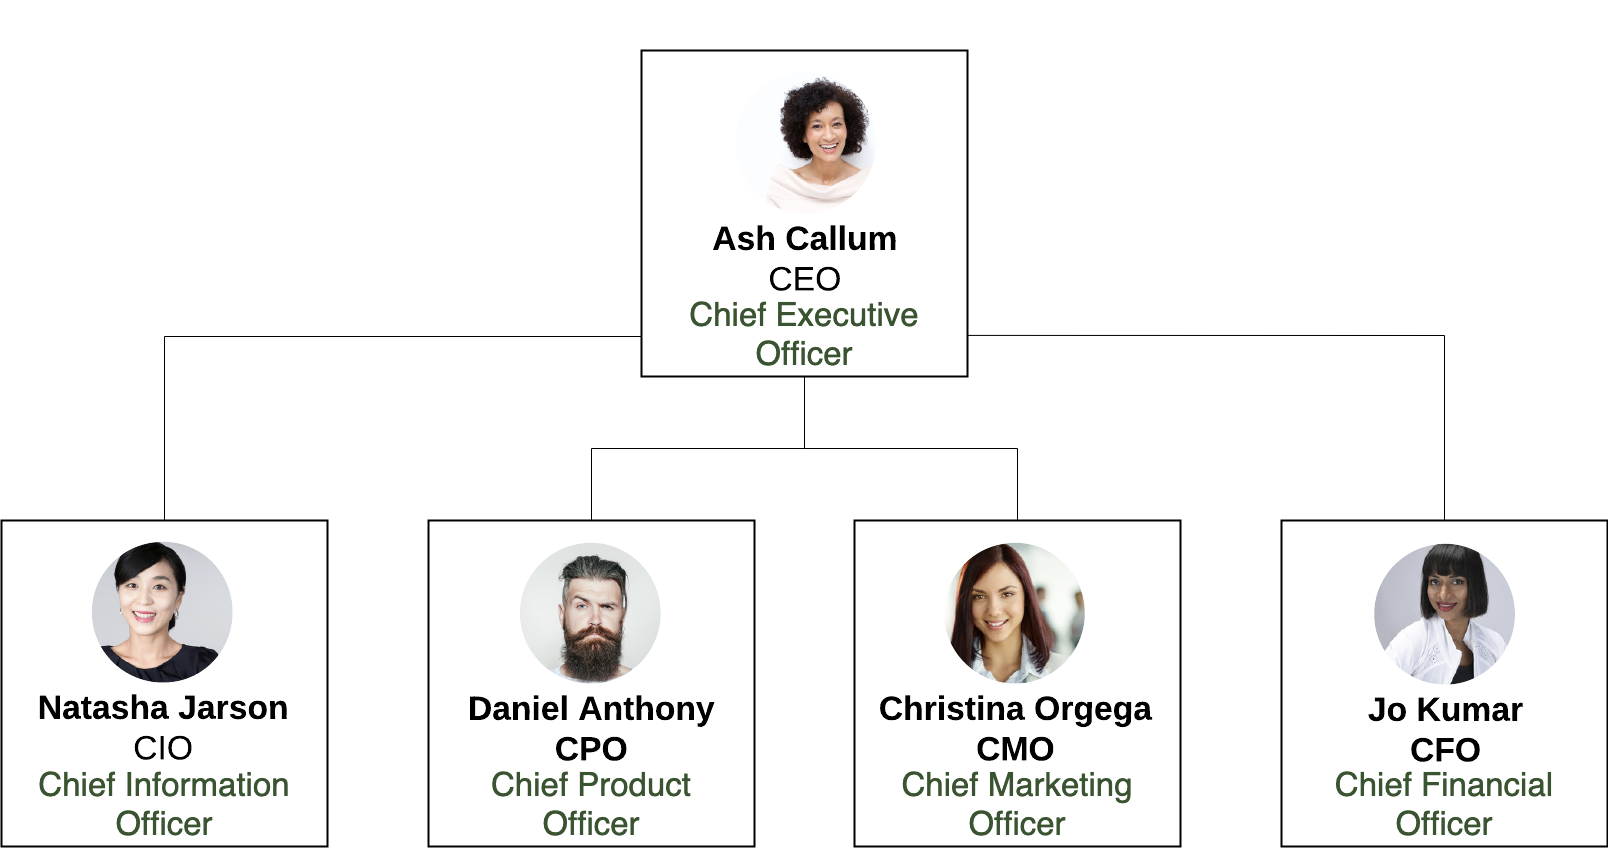 Ash Callum
CEO
Chief Executive
Officer
Natasha Jarson
CIO
Chief Information
Officer
Daniel Anthony
CPO
Chief Product
Officer
Christina Orgega
CMO
Chief Marketing
Officer
Jo Kumar
CFO
Chief Financial
Officer